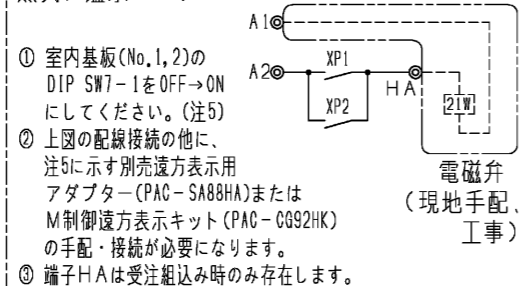 A1
① 室内基板(No.1,2)の
DIP SW7-1をOFF→ON
にしてください。(注5)
A2
XP1
HA
XP2
21W
② 上図の配線接続の他に、
注5に示す別売遠方表示用
アダプター(PAC-SA88HA)または
M制御遠方表示キット(PAC-CG92HK)
の手配・接続が必要になります。
電磁弁
(現地手配、
工事)
③ 端子HAは受注組込み時のみ存在します。